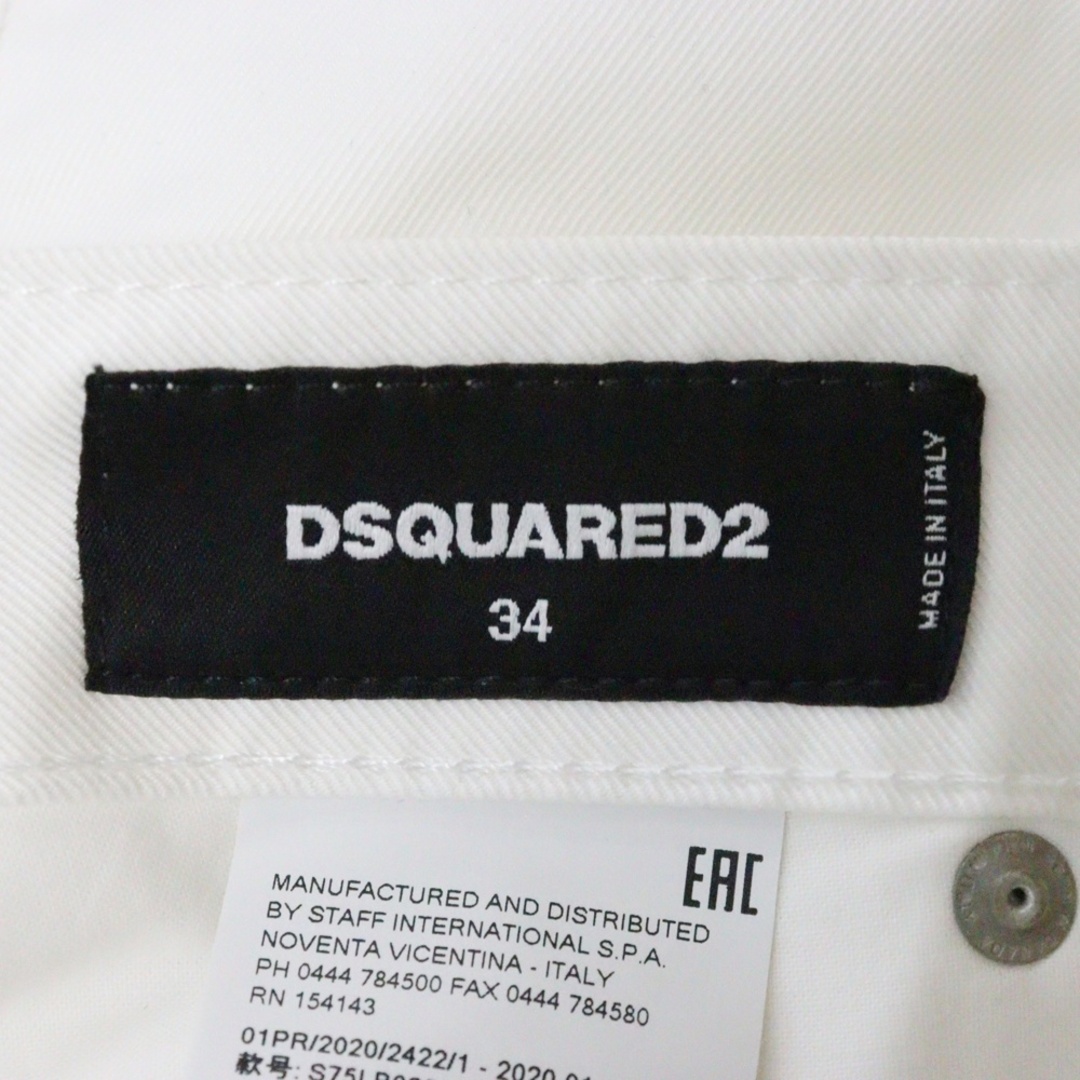 DSQUARED2
34
MADE IN ITALY
EAC
MANUFACTURED AND DISTRIBUTED
BY STAFF INTERNATIONAL S.P.A.
NOVENTA VICENTINA - ITALY
PH 0444 784500 FAX 0444 784580
RN 154143
01PR/2020/2422/1 - 2020
款号: